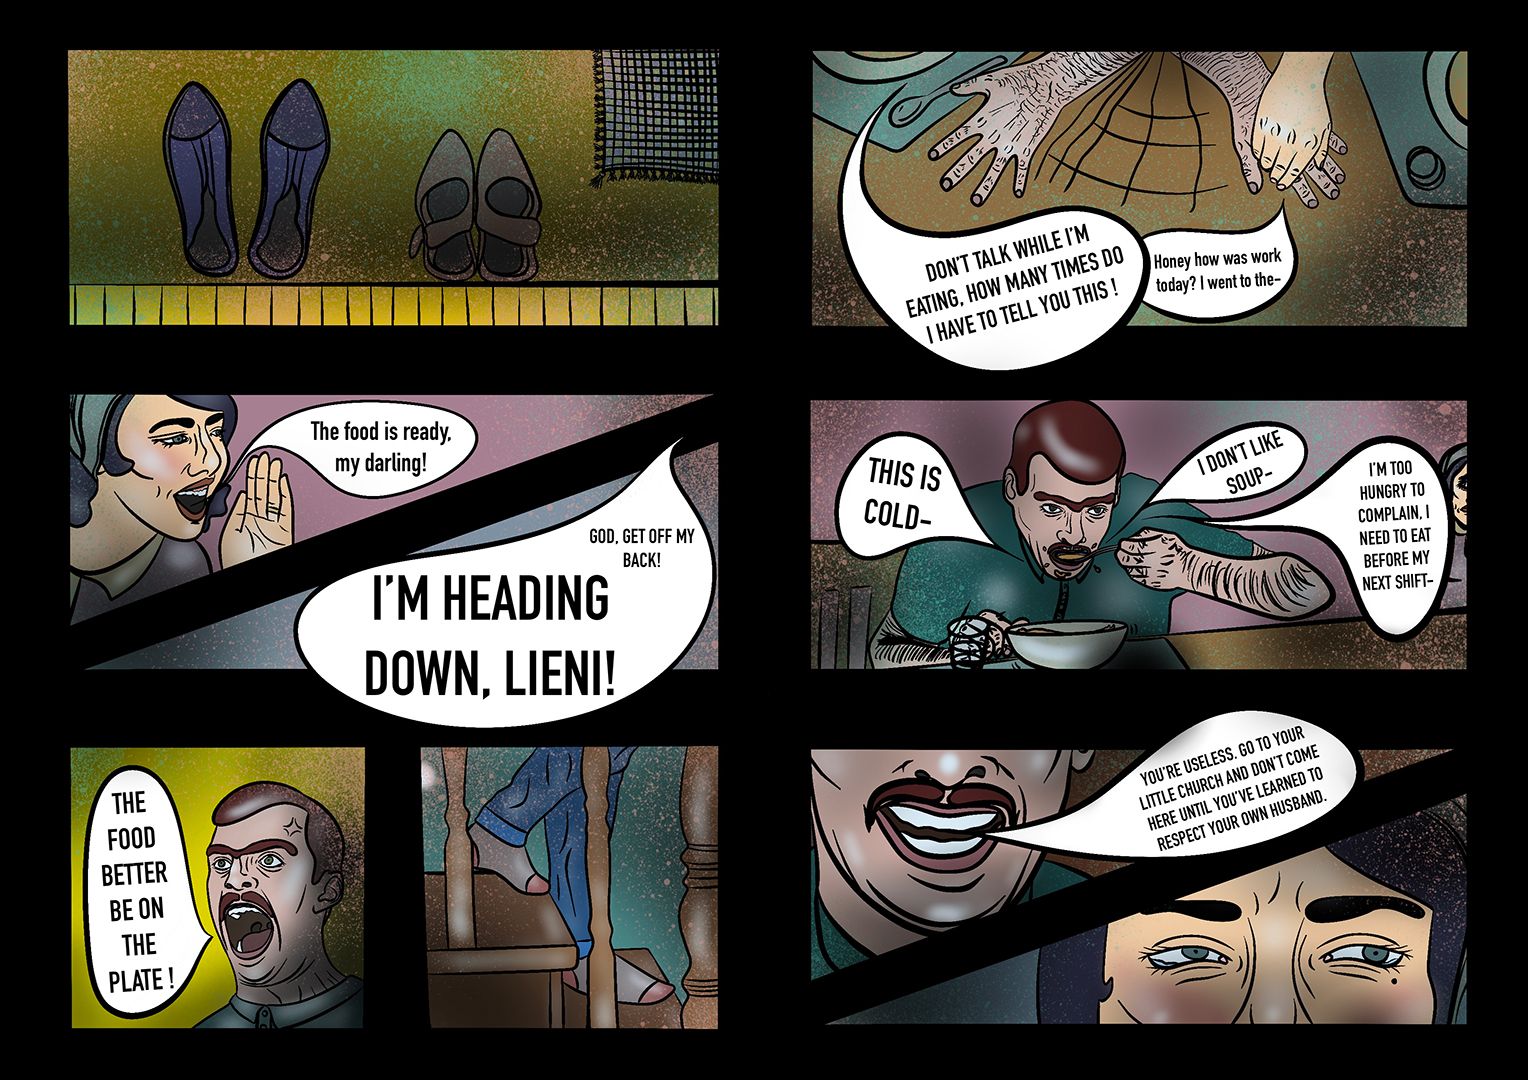 The food is ready,
my darling!
GOD, GET OFF MY
BACK!
I'M HEADING
DOWN, LIENI!
THE
FOOD
BETTER
BE ON
THE
PLATE !
DON'T TALK WHILE I'M
EATING, HOW MANY TIMES DO
I HAVE TO TELL YOU THIS !
Honey how was work
today? I went to the-
THIS IS
COLD-
I DON'T LIKE
SOUP-
I'M TOO
HUNGRY TO
COMPLAIN, I
NEED TO EAT
BEFORE MY
NEXT SHIFT-
YOU'RE USELESS. GO TO YOUR
LITTLE CHURCH AND DON'T COME
HERE UNTIL YOU'VE LEARNED TO
RESPECT YOUR OWN HUSBAND.